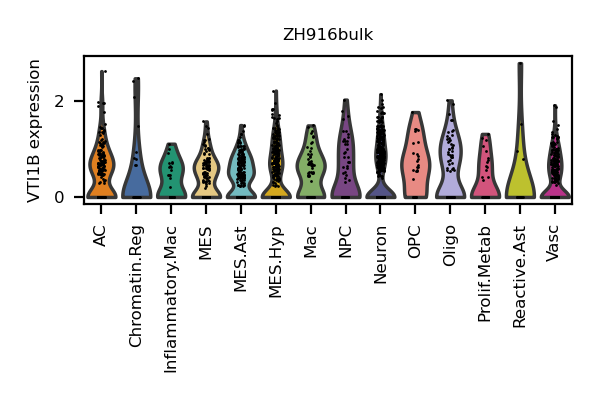 ZH916bulk
VTI1B expression
2
0
AC
Chromatin.Reg
Inflammatory.Mac
MES
MES.Ast
MES.Hyp
Mac
NPC
Neuron
OPC
Oligo
Prolif.Metab
Reactive.Ast
Vasc